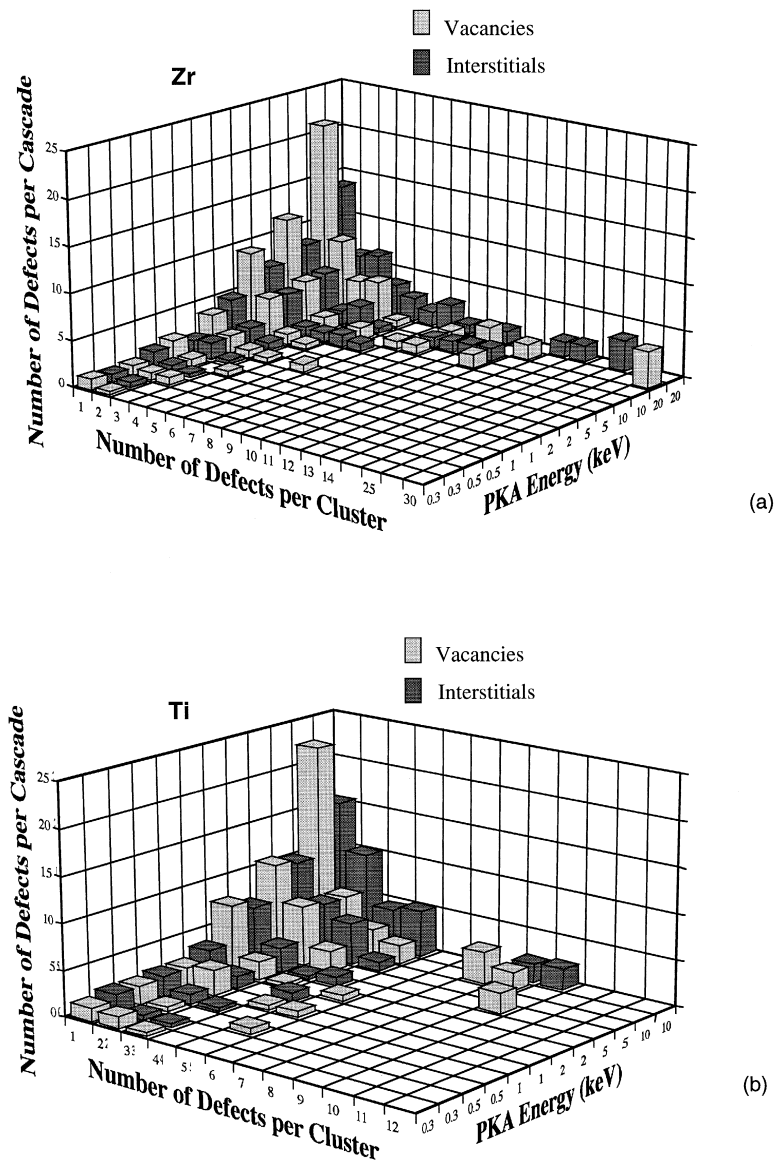 Vacancies
Interstitials
Zr
Number of Defects per Cascade
25
20
15
10
5
0
1 2 3 4 5 6 7 8 9 10 11 12 13 14 25 30
Number of Defects per Cluster
0.3 0.3 0.5 0.5 1 1 2 2 5 5 10 10 20 20
PKA Energy (keV)
(a)
Vacancies
Interstitials
Ti
Number of Defects per Cascade
25
20
15
10
55
0
1 22 33 44 5 6 7 8 9 10 11 12
Number of Defects per Cluster
0.3 0.3 0.5 0.5 1 1 2 2 5 5 10 10
PKA Energy (keV)
(b)